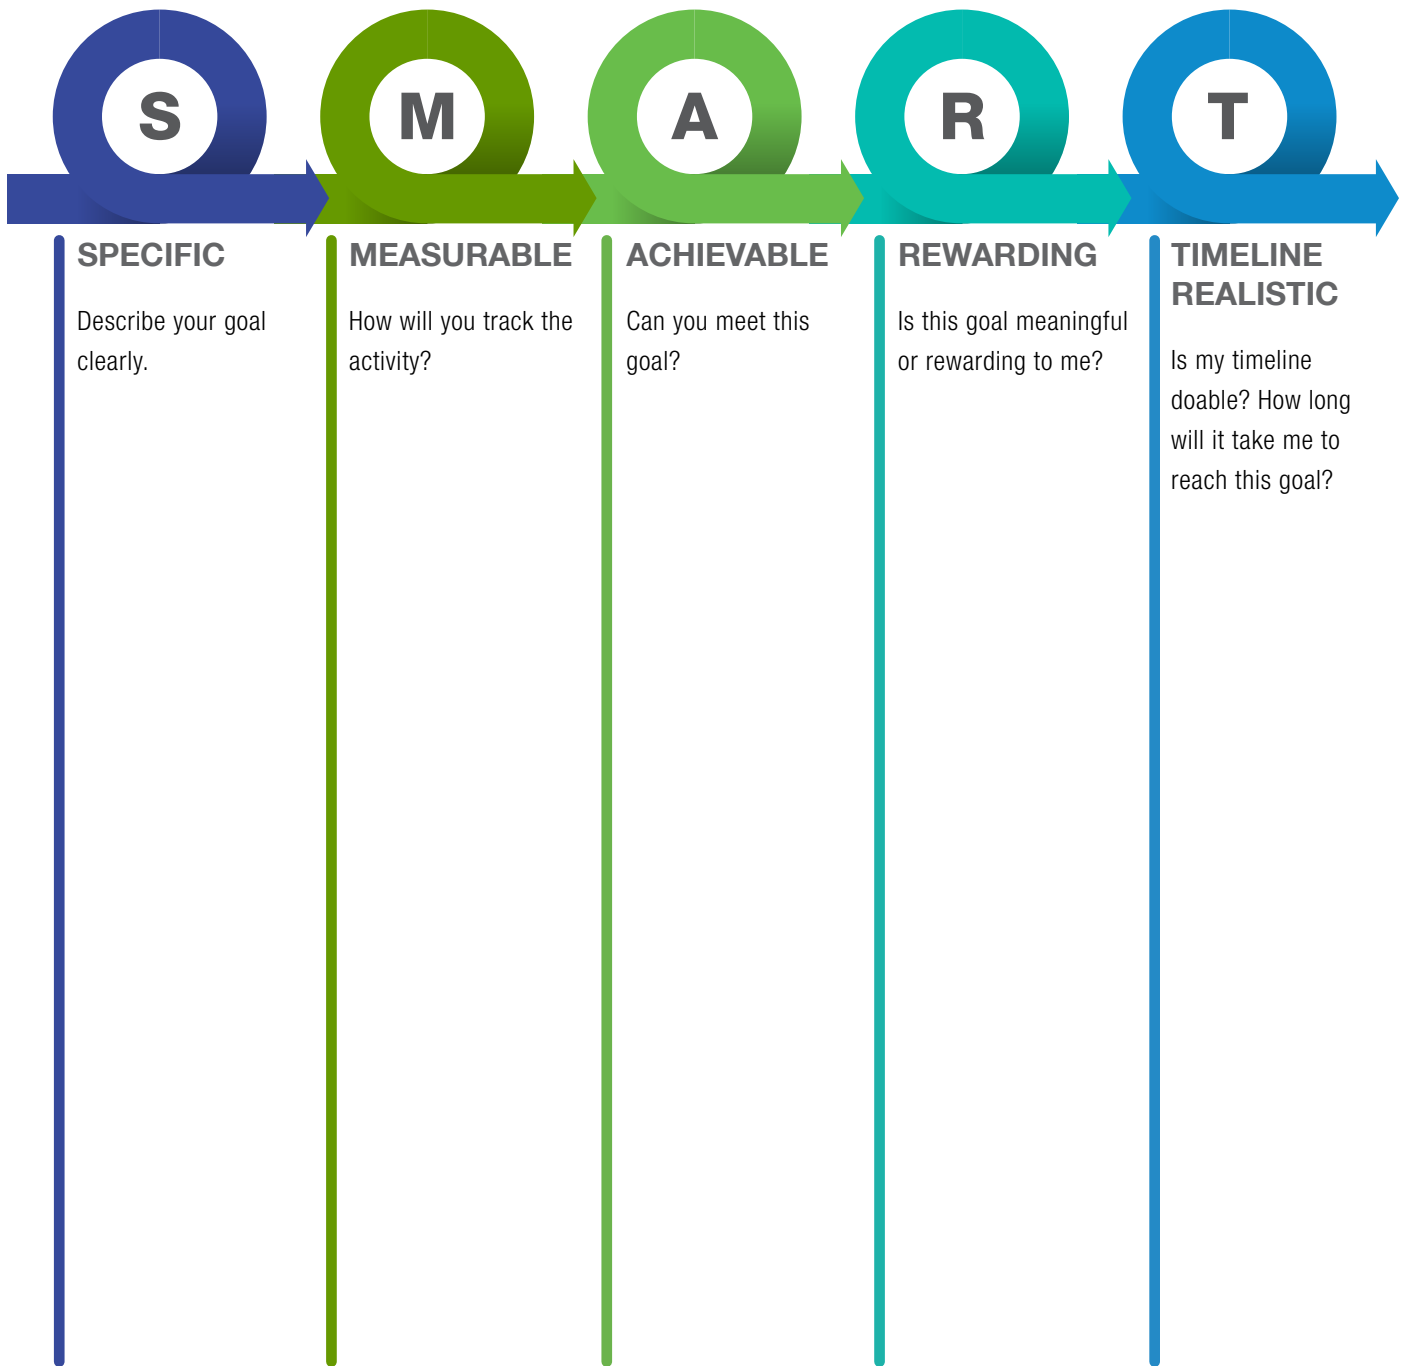 S
M
A
R
T
SPECIFIC
Describe your goal
clearly.
MEASURABLE
How will you track the
activity?
ACHIEVABLE
Can you meet this
goal?
REWARDING
Is this goal meaningful
or rewarding to me?
TIMELINE
REALISTIC
Is my timeline
doable? How long
will it take me to
reach this goal?